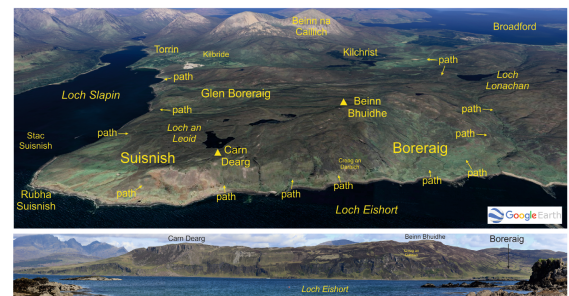 Beinn na
Caillich
Broadford
Torrin
Kilbride
Kilchrist
path
path
Loch
Lonachan
Loch Slapin
Glen Boreraig
path
Beinn
Bhuidhe
path
path
Loch an
Leoid
path
Stac
Suisnish
Suisnish
Carn
Dearg
Boreraig
Creag an
path
Rubha
Suisnish
path
path
path
path
path
Loch Eishort
Google Earth
Carn Dearg
Beinn Bhuidhe
Boreraig
Creag an
Loch Eishort